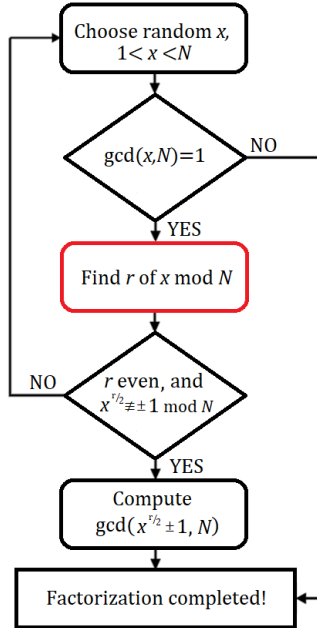 Choose random x,
1< x <N
gcd(x,N)=1
NO
YES
Find r of x mod N
NO
r even, and
x^r/2 ≢ ±1 mod N
YES
Compute
gcd(x^r/2 ±1, N)
Factorization completed!